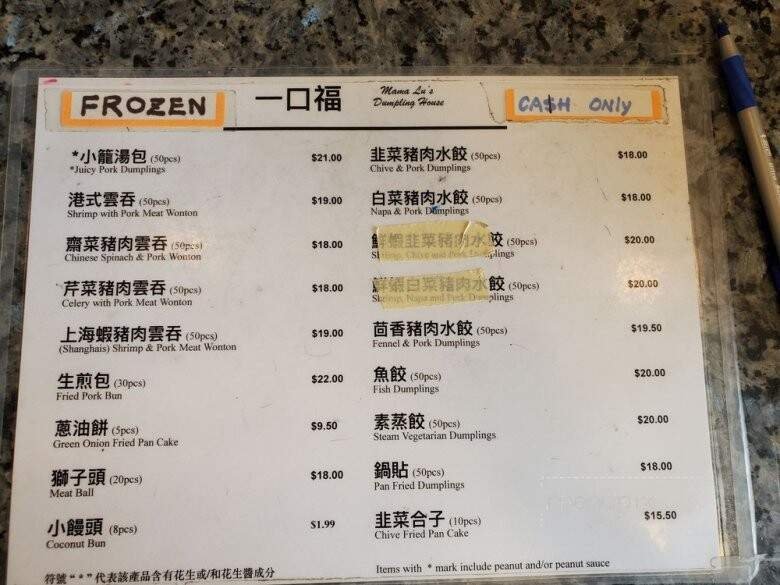 FROZEN
一口福
Mama Lu's
Dumpling House
CASH ONLY
*小籠湯包 (50pcs) $21.00
*Juicy Pork Dumplings
港式雲吞 (50pcs) $19.00
Shrimp with Pork Meat Wonton
齋菜豬肉雲吞 (50pcs) $18.00
Chinese Spinach & Pork Wonton
芹菜豬肉雲吞 (50pcs) $18.00
Celery with Pork Meat Wonton
上海蝦豬肉雲吞 (50pcs) $19.00
(Shanghais) Shrimp & Pork Meat Wonton
生煎包 (30pcs) $22.00
Fried Pork Bun
蔥油餅 (5pcs) $9.50
Green Onion Fried Pan Cake
獅子頭 (20pcs) $18.00
Meat Ball
小饅頭 (8pcs) $1.99
Coconut Bun
符號“*”代表該產品含有花生或/和花生醬成分
韭菜豬肉水餃 (50pcs) $18.00
Chive & Pork Dumplings
白菜豬肉水餃 (50pcs) $18.00
Napa & Pork Dumplings
鮮蝦韭菜豬肉水餃 (50pcs) $20.00
Shrimp, Chive and Pork Dumplings
鮮蝦白菜豬肉水餃 (50pcs) $20.00
Shrimp, Napa and Pork Dumplings
茴香豬肉水餃 (50pcs) $19.50
Fennel & Pork Dumplings
魚餃 (50pcs) $20.00
Fish Dumplings
素蒸餃 (50pcs) $20.00
Steam Vegetarian Dumplings
鍋貼 (50pcs) $18.00
Pan Fried Dumplings
韭菜合子 (10pcs) $15.50
Chive Fried Pan Cake
Items with * mark include peanut and/or peanut sauce